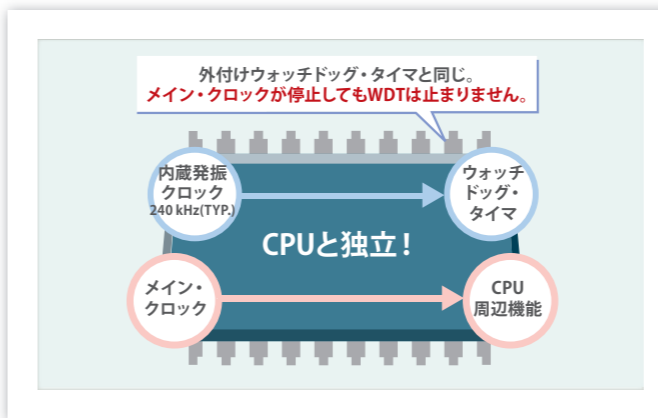 外付けウォッチドッグ・タイマと同じ。
メイン・クロックが停止してもWDTは止まりません。
内蔵発振
クロック
240 kHz(TYP.)
ウォッチ
ドッグ・
タイマ
CPUと独立！
メイン・
クロック
CPU
周辺機能